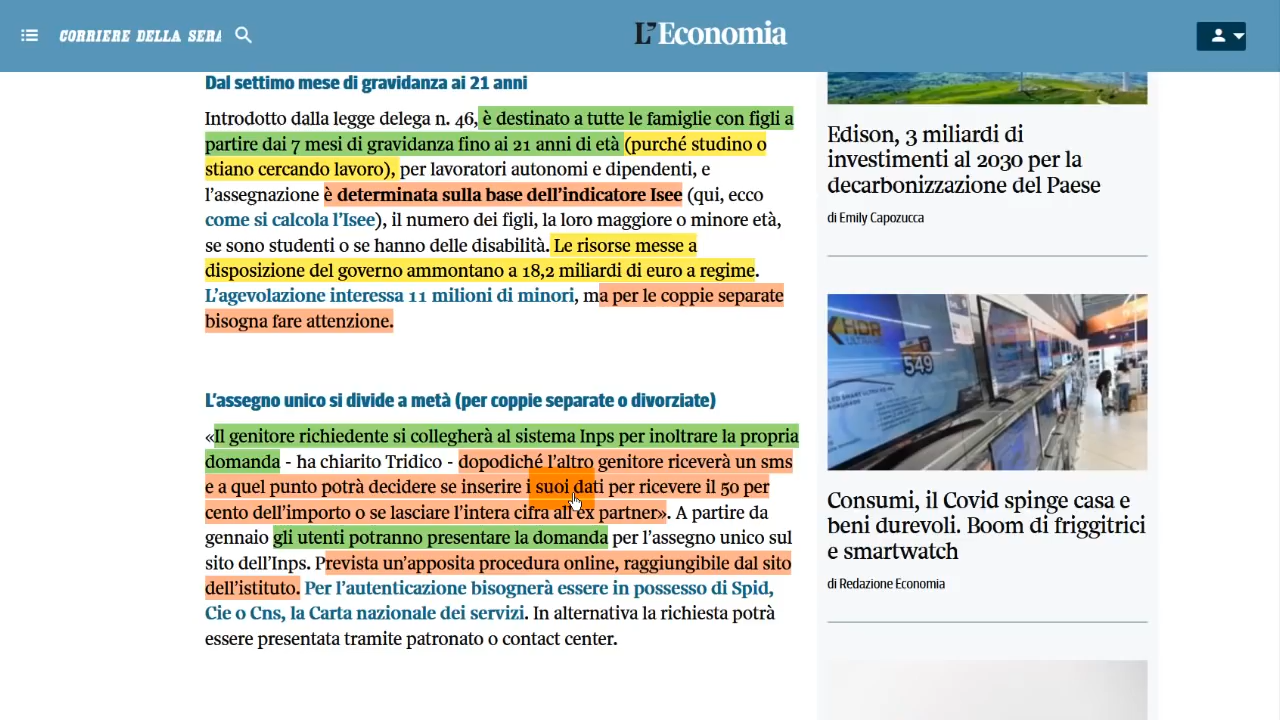 CORRIERE DELLA SERA
L'Economia
Dal settimo mese di gravidanza ai 21 anni
Introdotto dalla legge delega n. 46, è destinato a tutte le famiglie con figli a
partire dai 7 mesi di gravidanza fino ai 21 anni di età (purché studino o
stiano cercando lavoro), per lavoratori autonomi e dipendenti, e
l'assegnazione è determinata sulla base dell'indicatore Isee (qui, ecco
come si calcola l'Isee), il numero dei figli, la loro maggiore o minore età,
se sono studenti o se hanno delle disabilità. Le risorse messe a
disposizione del governo ammontano a 18,2 miliardi di euro a regime.
L'agevolazione interessa 11 milioni di minori, ma per le coppie separate
bisogna fare attenzione.
L'assegno unico si divide a metà (per coppie separate o divorziate)
«Il genitore richiedente si collegherà al sistema Inps per inoltrare la propria
domanda - ha chiarito Tridico - dopodiché l'altro genitore riceverà un sms
e a quel punto potrà decidere se inserire i suoi dati per ricevere il 50 per
cento dell'importo o se lasciare l'intera cifra all'ex partner». A partire da
gennaio gli utenti potranno presentare la domanda per l'assegno unico sul
sito dell'Inps. Prevista un'apposita procedura online, raggiungibile dal sito
dell'istituto. Per l'autenticazione bisognerà essere in possesso di Spid,
Cie o Cns, la Carta nazionale dei servizi. In alternativa la richiesta potrà
essere presentata tramite patronato o contact center.
Edison, 3 miliardi di
investimenti al 2030 per la
decarbonizzazione del Paese
di Emily Capozucca
HDR
549
Consumi, il Covid spinge casa e
beni durevoli. Boom di friggitrici
e smartwatch
di Redazione Economia